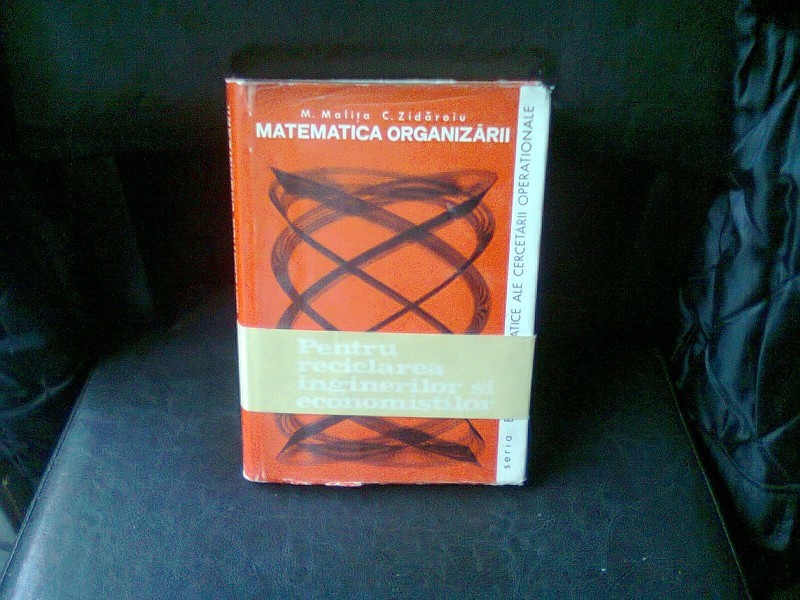 M. Malița C. Zidăroiu
MATEMATICA ORGANIZĂRII
Pentru
reciclarea
inginerilor și
economiștilor
seria
ATICE ALE CERCETĂRII OPERAȚIONALE